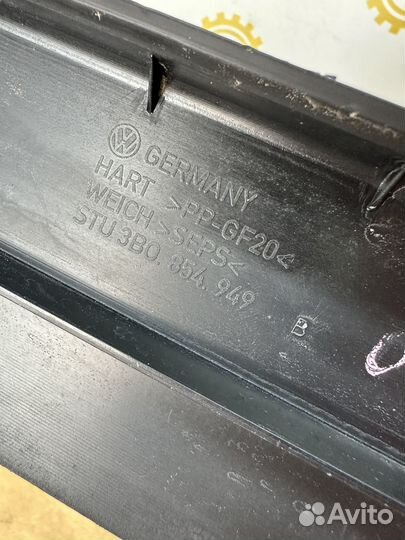 GERMANY
HART >PP-GF20<
WEICH >SEPS<
STU 3B0. 854. 949
B
Avito